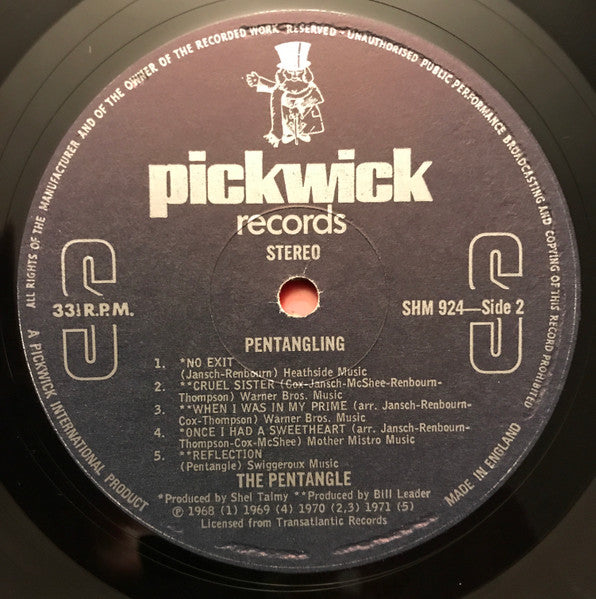 ALL RIGHTS OF THE MANUFACTURER AND OF THE OWNER OF THE RECORDED WORK RESERVED - UNAUTHORISED PUBLIC PERFORMANCE BROADCASTING AND COPYING OF THIS RECORD PROHIBITED
pickwick
records
STEREO
S
S
33⅓ R.P.M.
SHM 924—Side 2
PENTANGLING
1. *NO EXIT
(Jansch-Renbourn) Heathside Music
2. **CRUEL SISTER (Cox-Jansch-McShee-Renbourn-
Thompson) Warner Bros. Music
3. **WHEN I WAS IN MY PRIME (arr. Jansch-Renbourn-
Cox-Thompson) Warner Bros. Music
4. *ONCE I HAD A SWEETHEART (arr. Jansch-Renbourn-
Thompson-Cox-McShee) Mother Mistro Music
5. **REFLECTION
(Pentangle) Swiggeroux Music
THE PENTANGLE
*Produced by Shel Talmy **Produced by Bill Leader
℗ 1968 (1) 1969 (4) 1970 (2,3) 1971 (5)
Licensed from Transatlantic Records
A PICKWICK INTERNATIONAL PRODUCT
MADE IN ENGLAND